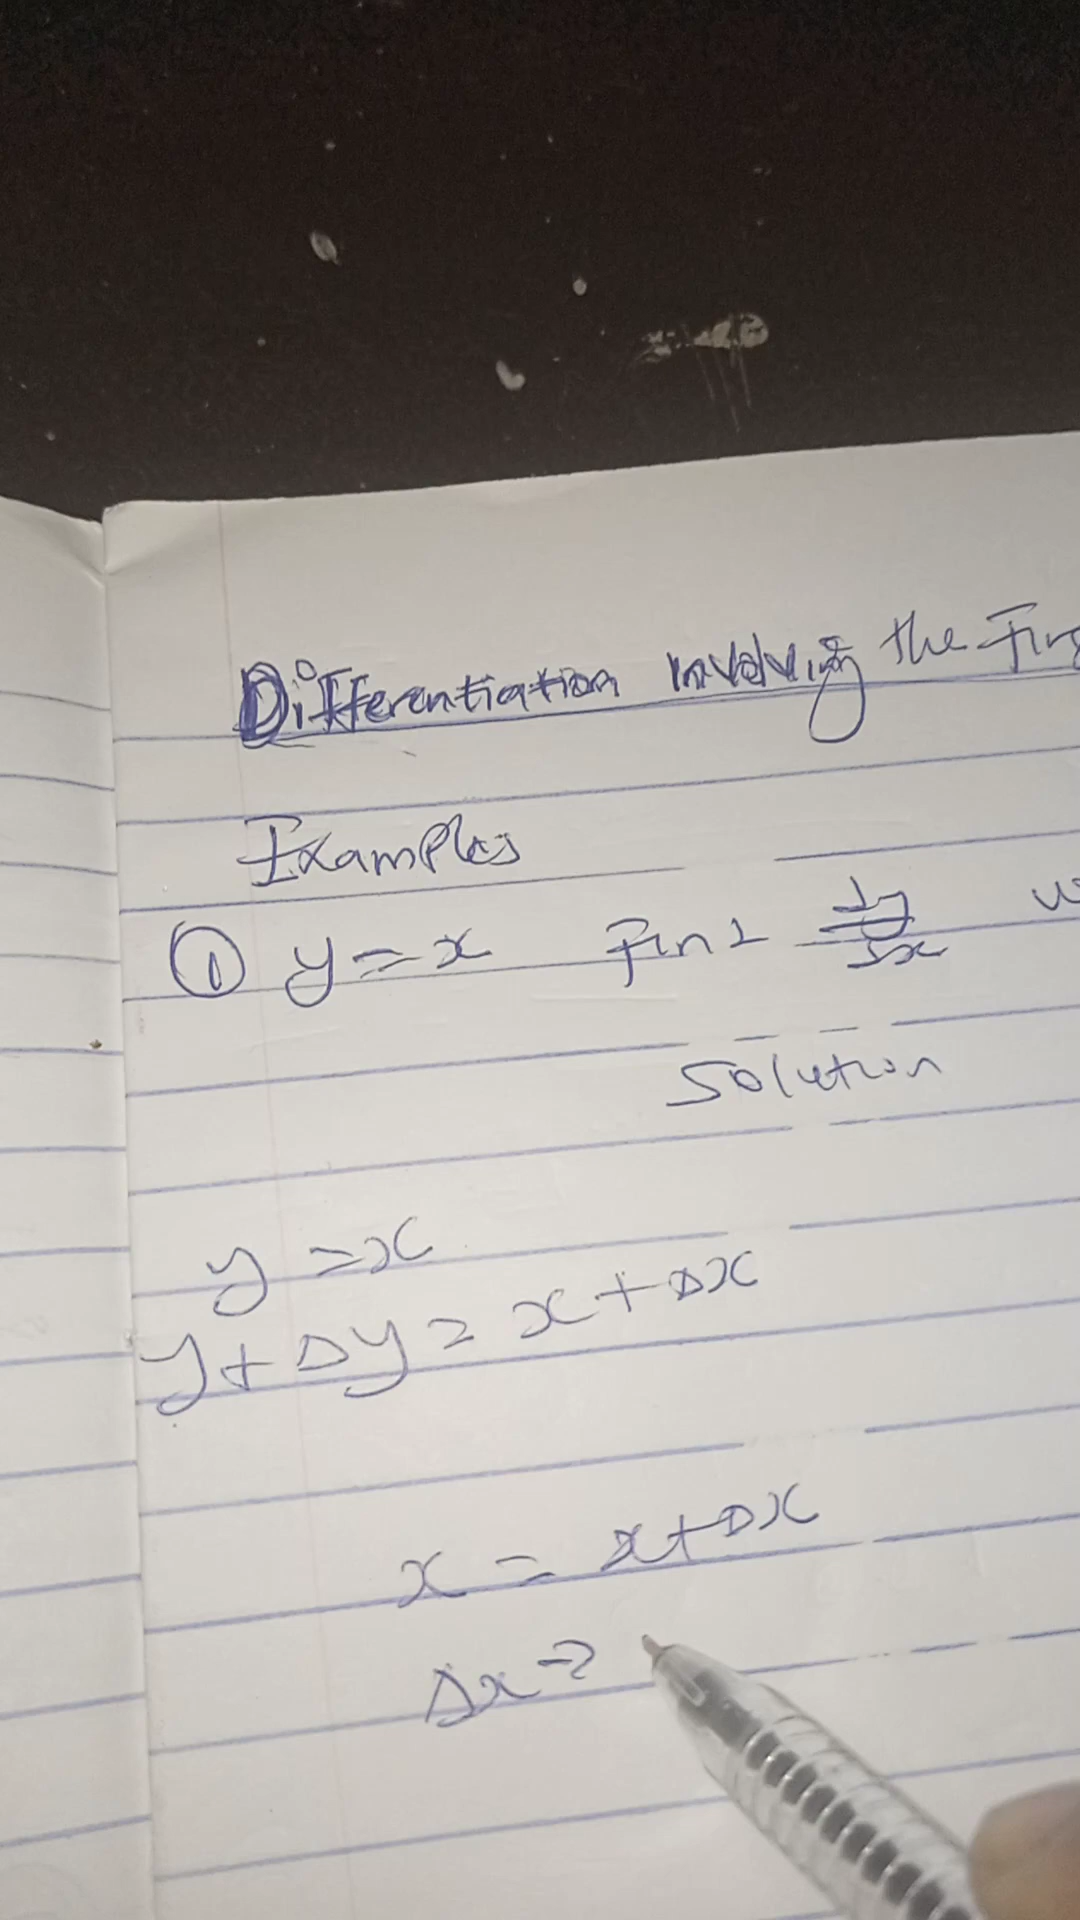 Differentiation involving the Firs
Examples
① y = x Find dy/dx w
Solution
y = x
y + Δy = x + Δx
x = x + Δx
Δx =